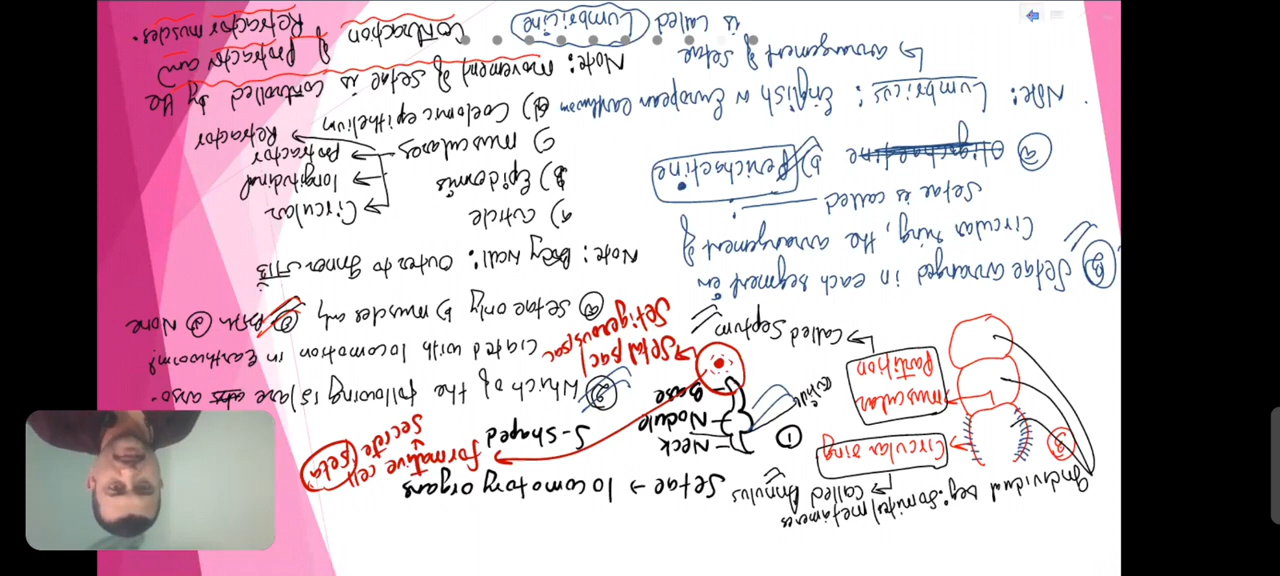 Individual seg: Somite/metameres
→ called Annulus
Setae → locomotory organs
③
Circular ring
①
Neck
Nodule
Base
S-shaped
formative cell
secrete
Seta
muscular
Partition
→ called Septum
Setal sac/
Setigerous sac
② Which of the following is/are asso-
ciated with locomotion in Earthworm?
ⓐ Setae only b) muscles only ⓒ Both ⓓ None
Setae arranged in each segment in
Circular ring, the arrangement of
Setae is called
ⓐ b) Perichaetine
Note: Body wall: Outer to Inner
a) cuticle
b) Epidermis
c) musculares
→ Circular
→ longitudinal
→ Protractor
→ Retractor
d) Coelomic epithelium
Note: Lumbricus: English or European earthworm
↳ arrangement of setae
is called Lumbricine
Note: movement of setae is controlled by the
Contraction of protractor and
Retractor muscles.